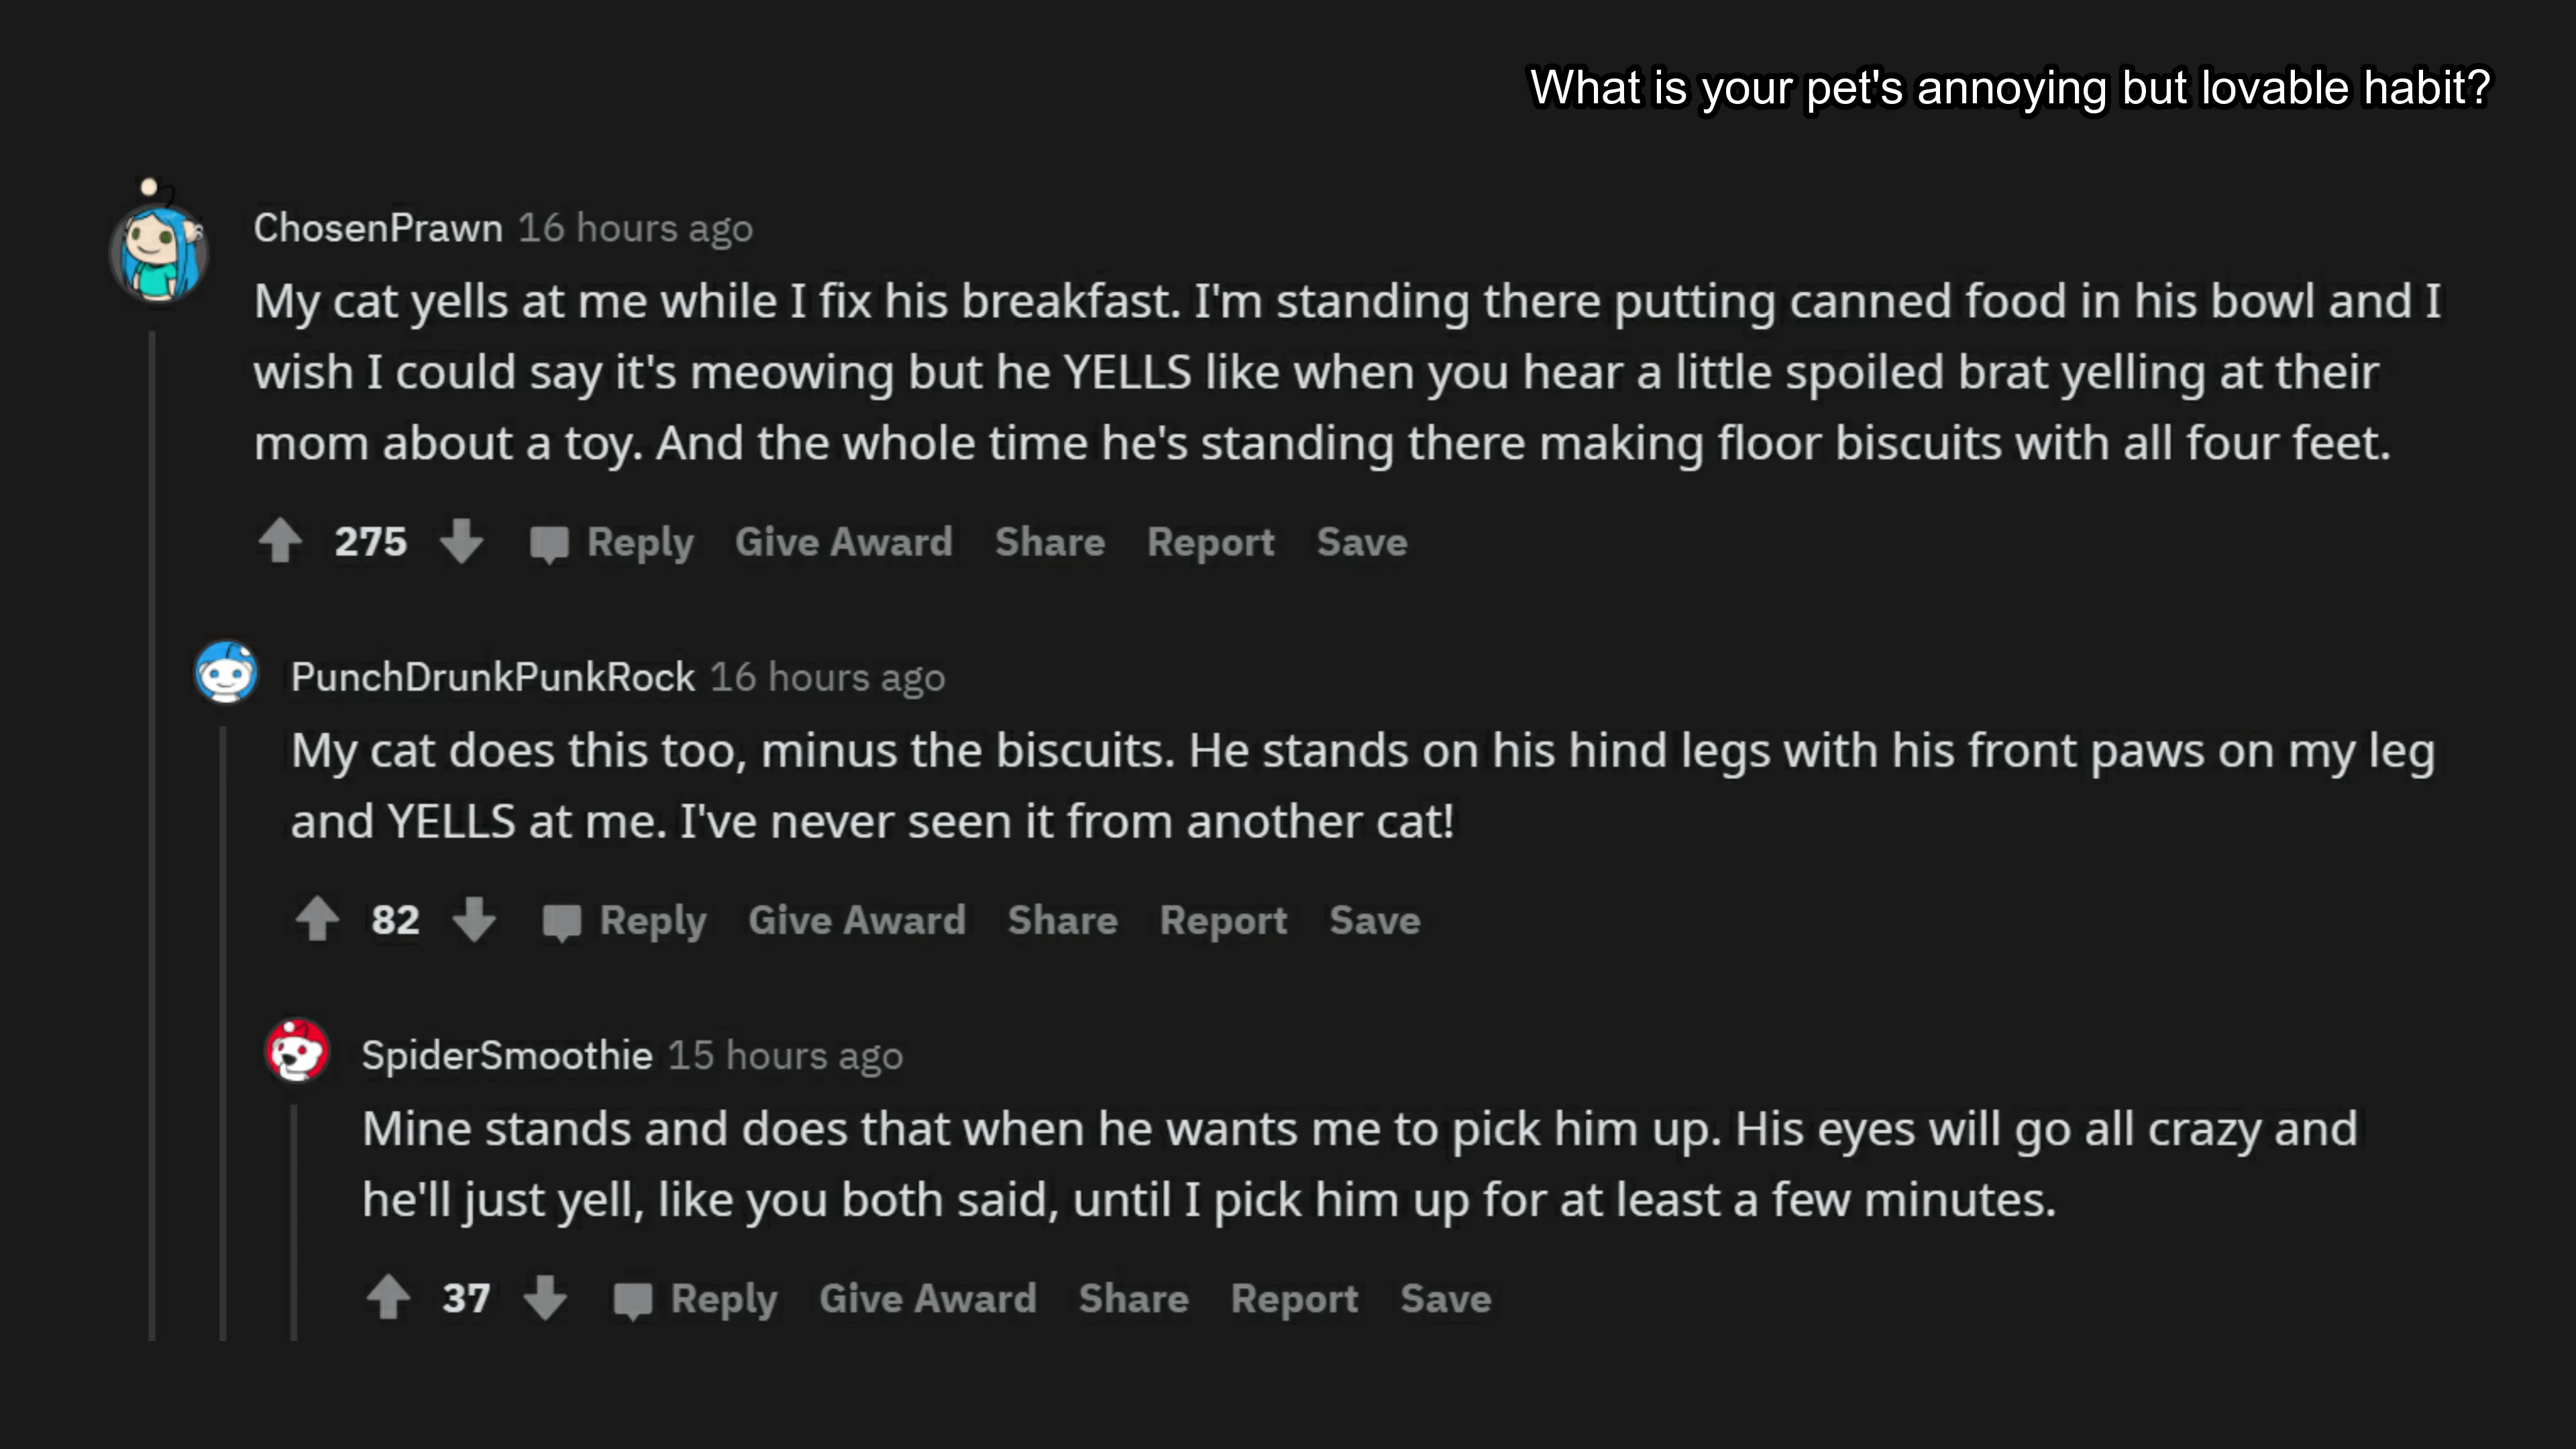 What is your pet's annoying but lovable habit?
ChosenPrawn 16 hours ago
My cat yells at me while I fix his breakfast. I'm standing there putting canned food in his bowl and I
wish I could say it's meowing but he YELLS like when you hear a little spoiled brat yelling at their
mom about a toy. And the whole time he's standing there making floor biscuits with all four feet.
275 Reply Give Award Share Report Save
PunchDrunkPunkRock 16 hours ago
My cat does this too, minus the biscuits. He stands on his hind legs with his front paws on my leg
and YELLS at me. I've never seen it from another cat!
82 Reply Give Award Share Report Save
SpiderSmoothie 15 hours ago
Mine stands and does that when he wants me to pick him up. His eyes will go all crazy and
he'll just yell, like you both said, until I pick him up for at least a few minutes.
37 Reply Give Award Share Report Save